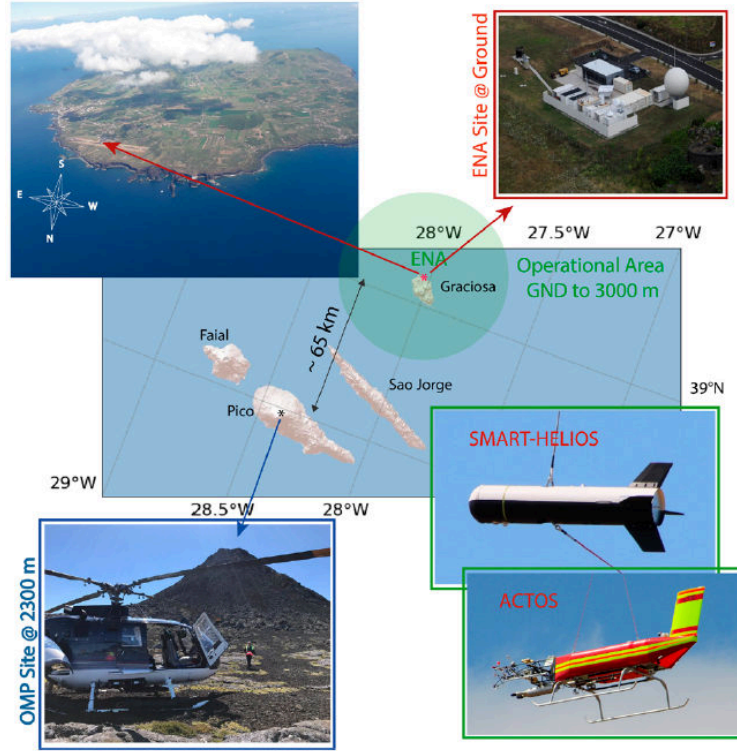 S
E
W
N
ENA Site @ Ground
28°W
27.5°W
27°W
ENA
Operational Area
GND to 3000 m
*
Graciosa
~ 65 km
Faial
Sao Jorge
Pico
*
39°N
29°W
28.5°W
28°W
SMART-HELIOS
OMP Site @ 2300 m
ACTOS